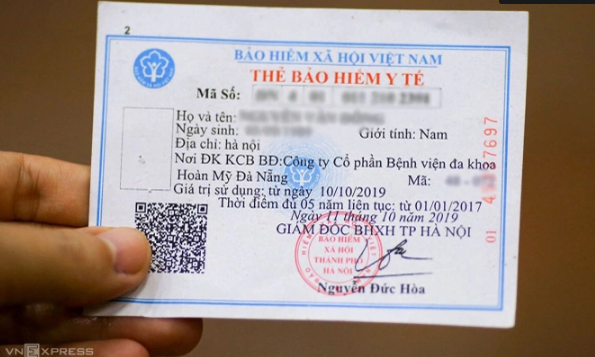 2
BẢO HIỂM XÃ HỘI VIỆT NAM
THẺ BẢO HIỂM Y TẾ
Mã Số:
Họ và tên:
Ngày sinh: Giới tính: Nam
Địa chỉ: hà nội
Nơi ĐK KCB BĐ:Công ty Cổ phần Bệnh viện đa khoa
Hoàn Mỹ Đà Nẵng Mã:
Giá trị sử dụng: từ ngày 10/10/2019
Thời điểm đủ 05 năm liên tục: từ 01/01/2017
Ngày 11 tháng 10 năm 2019
GIÁM ĐỐC BHXH TP HÀ NỘI
BẢO HIỂM
XÃ HỘI
THÀNH PHỐ
HÀ NỘI
Nguyễn Đức Hòa
01
7697
VNEXPRESS